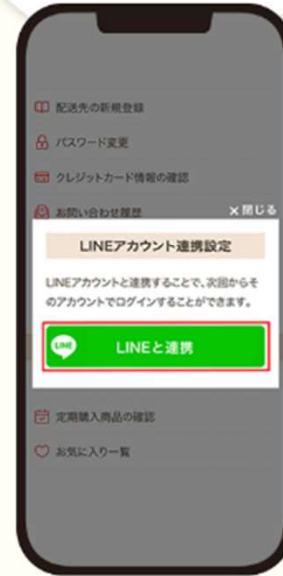 配送先の新規登録
パスワード変更
クレジットカード情報の確認
お問い合わせ履歴
×閉じる
LINEアカウント連携設定
LINEアカウントと連携することで、次回からそ
のアカウントでログインすることができます。
LINE
LINEと連携
定期購入商品の確認
お気に入り一覧